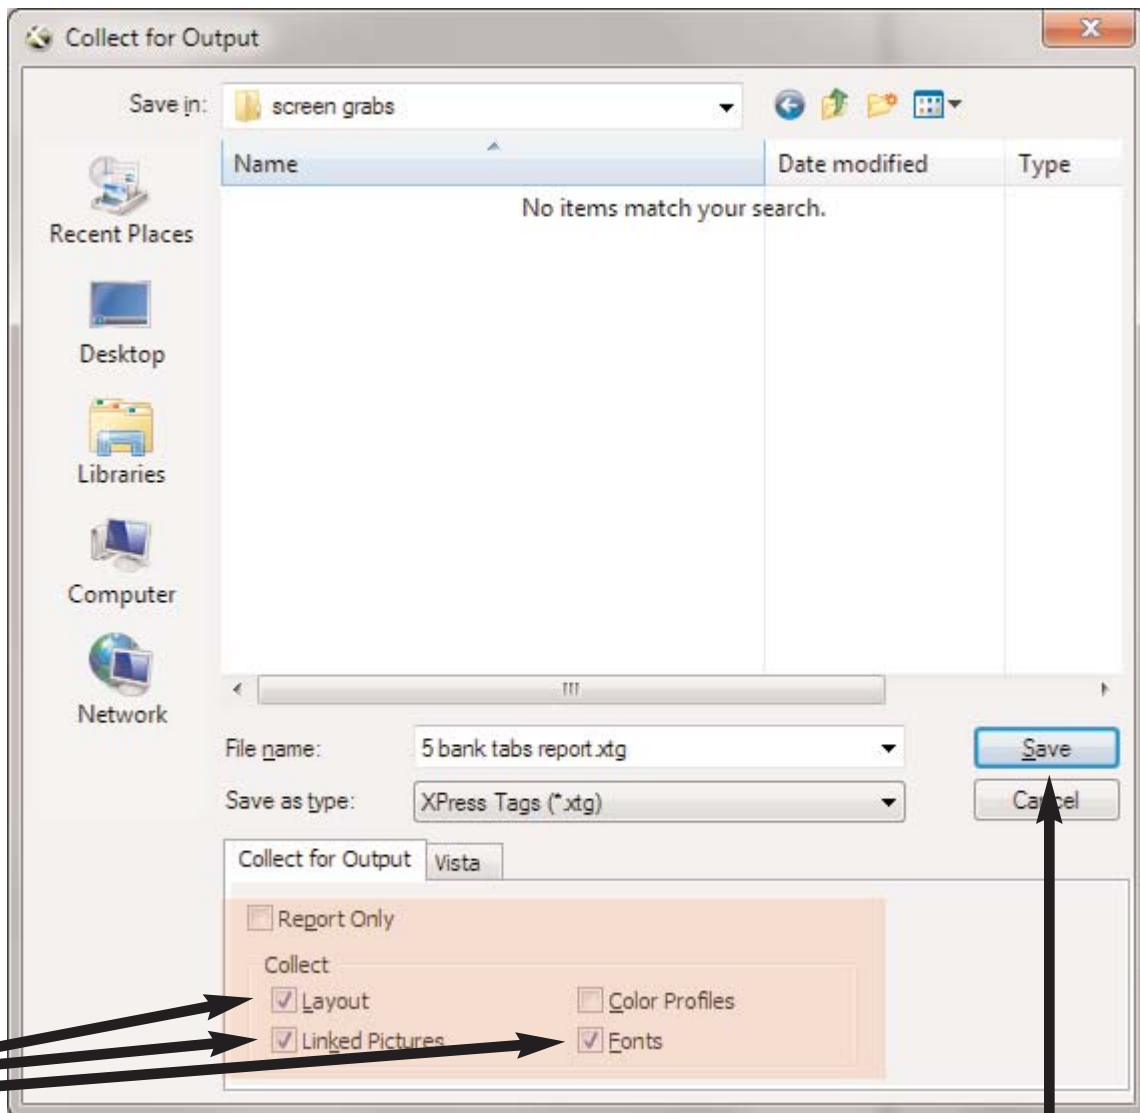 Collect for Output
Save in: screen grabs
Name Date modified Type
No items match your search.
Recent Places
Desktop
Libraries
Computer
Network
File name: 5 bank tabs report.xtg Save
Save as type: XPress Tags (*.xtg) Cancel
Collect for Output Vista
Report Only
Collect
Layout Color Profiles
Linked Pictures Fonts